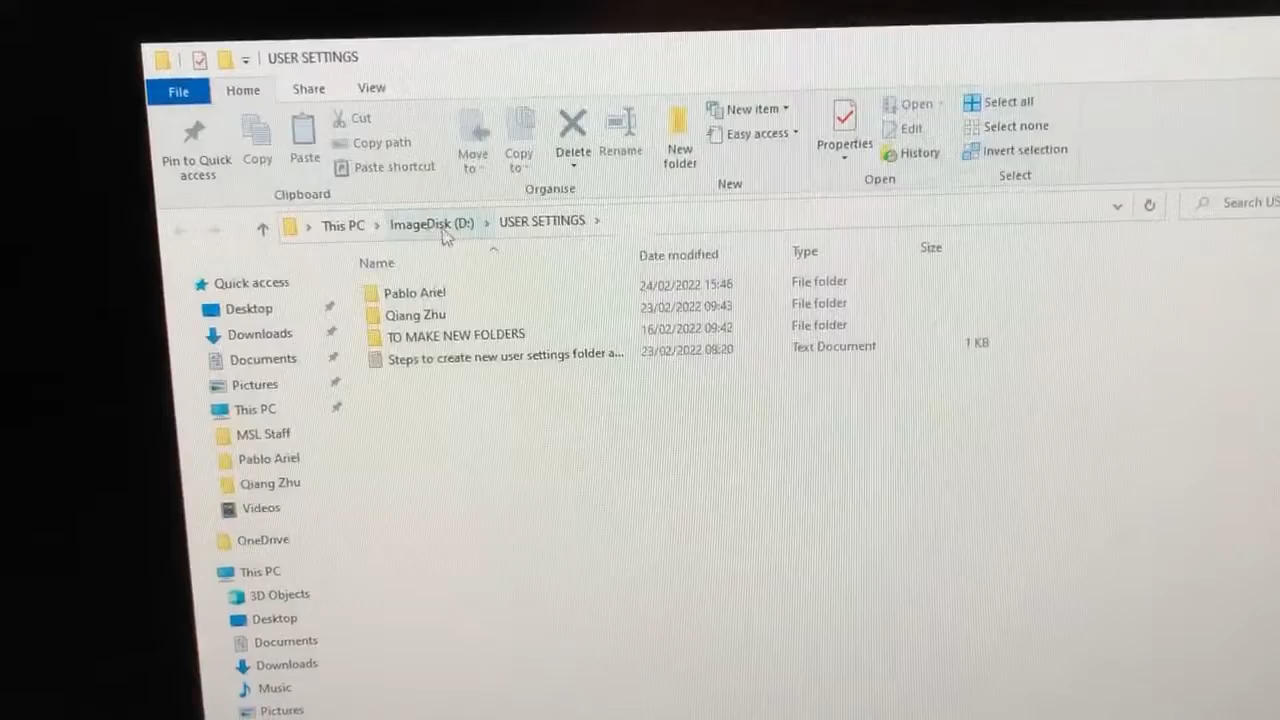 USER SETTINGS
File Home Share View
Pin to Quick access
Copy
Paste
Cut
Copy path
Paste shortcut
Clipboard
Move to
Copy to
Delete
Rename
Organise
New folder
New item
Easy access
New
Properties
Open
Edit
History
Open
Select all
Select none
Invert selection
Select
This PC > ImageDisk (D:) > USER SETTINGS >
Search US
Name Date modified Type Size
Pablo Ariel 24/02/2022 15:46 File folder
Qiang Zhu 23/02/2022 09:43 File folder
TO MAKE NEW FOLDERS 16/02/2022 09:42 File folder
Steps to create new user settings folder a... 23/02/2022 08:20 Text Document 1 KB
Quick access
Desktop
Downloads
Documents
Pictures
This PC
MSL Staff
Pablo Ariel
Qiang Zhu
Videos
OneDrive
This PC
3D Objects
Desktop
Documents
Downloads
Music
Pictures